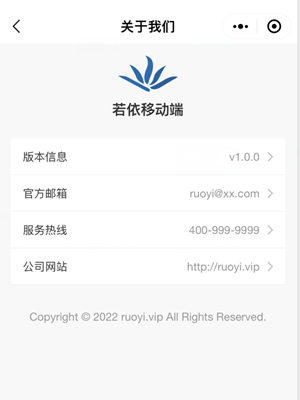 关于我们
若依移动端
版本信息 v1.0.0
官方邮箱 ruoyi@xx.com
服务热线 400-999-9999
公司网站 http://ruoyi.vip
Copyright © 2022 ruoyi.vip All Rights Reserved.